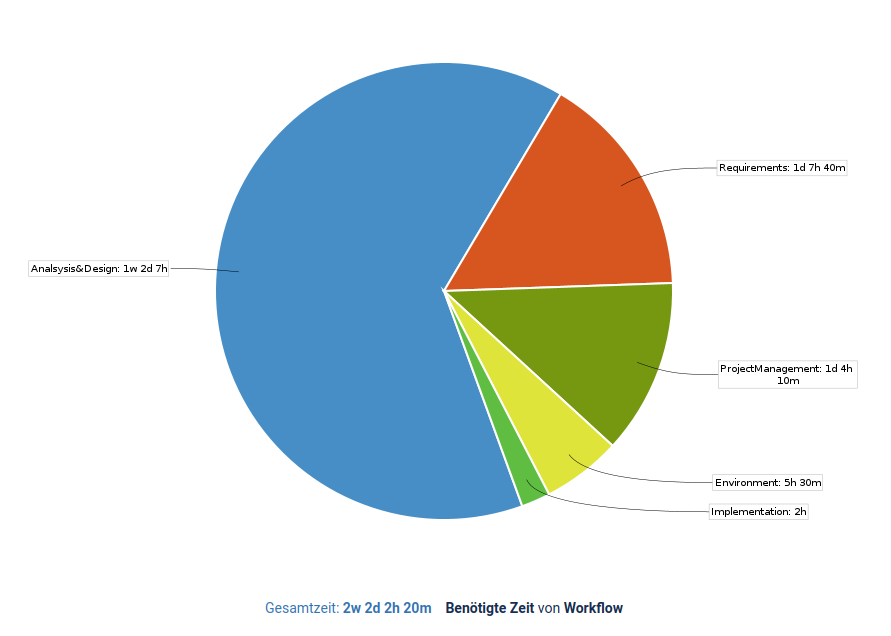 Requirements: 1d 7h 40m
Analsysis&Design: 1w 2d 7h
ProjectManagement: 1d 4h
10m
Environment: 5h 30m
Implementation: 2h
Gesamtzeit: 2w 2d 2h 20m Benötigte Zeit von Workflow